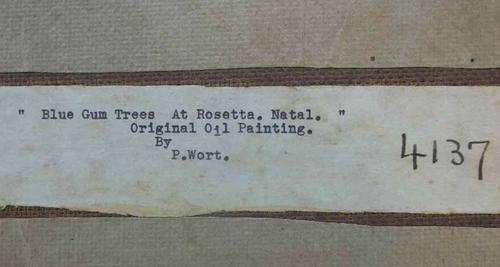 " Blue Gum Trees At Rosetta. Natal. "
Original Oil Painting.
By
P.Wort.
4137